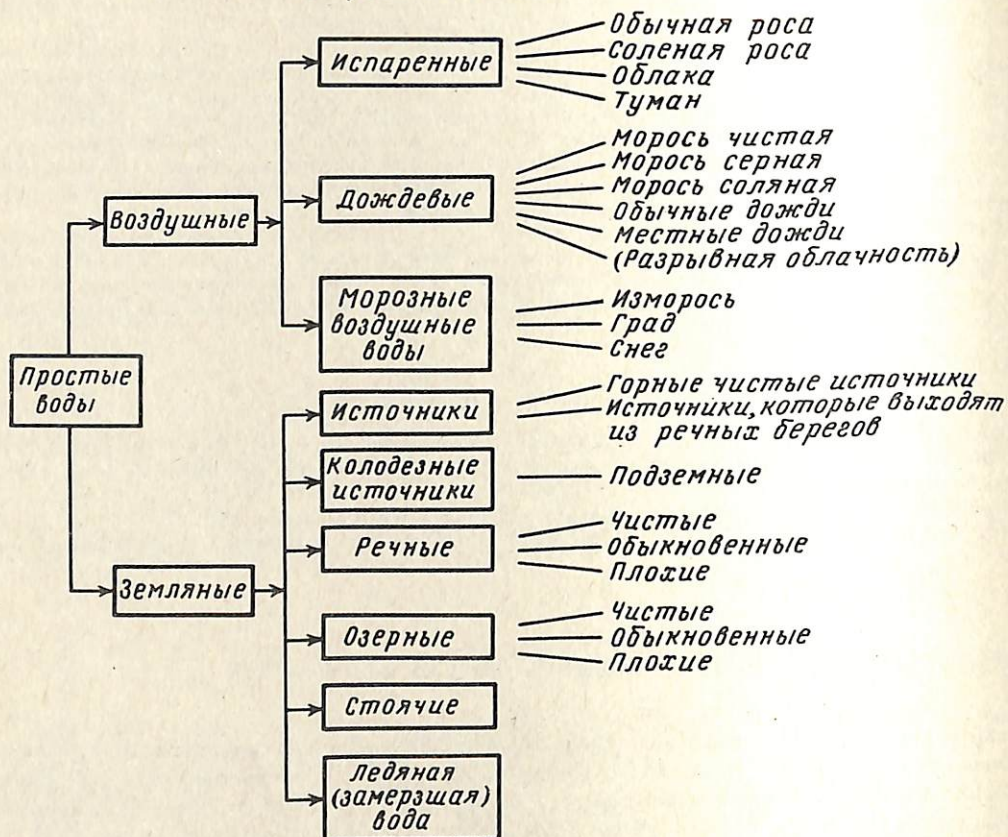 Простые
воды
Воздушные
Испаренные
Обычная роса
Соленая роса
Облака
Туман
Дождевые
Морось чистая
Морось серная
Морось соляная
Обычные дожди
Местные дожди
(Разрывная облачность)
Морозные
воздушные
воды
Изморось
Град
Снег
Земляные
Источники
Горные чистые источники
Источники, которые выходят
из речных берегов
Колодезные
источники
Подземные
Речные
Чистые
Обыкновенные
Плохие
Озерные
Чистые
Обыкновенные
Плохие
Стоячие
Ледяная
(замерзшая)
вода